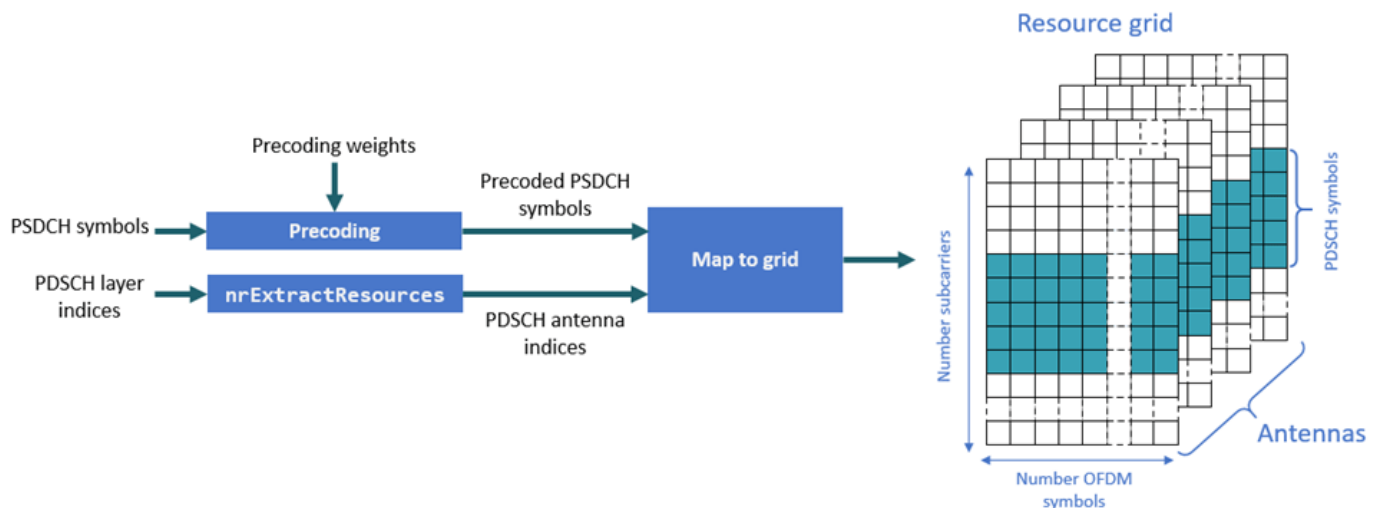 Resource grid
Precoding weights
Precoded PSDCH
symbols
PSDCH symbols
Precoding
PDSCH layer
indices
nrExtractResources
PDSCH antenna
indices
Map to grid
Number subcarriers
PDSCH symbols
Antennas
Number OFDM
symbols